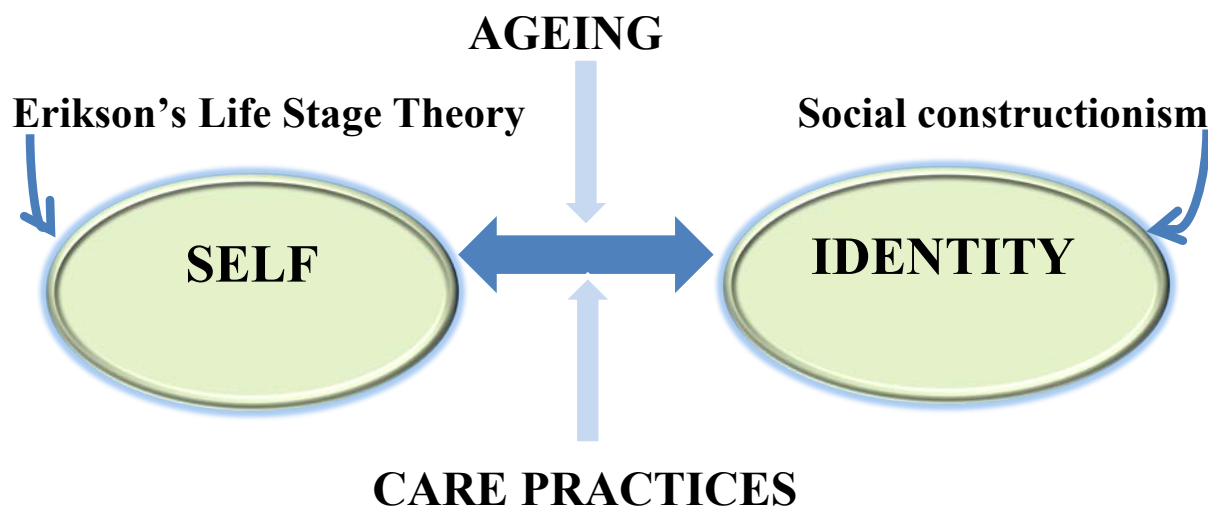 AGEING
Erikson’s Life Stage Theory
Social constructionism
SELF
IDENTITY
CARE PRACTICES